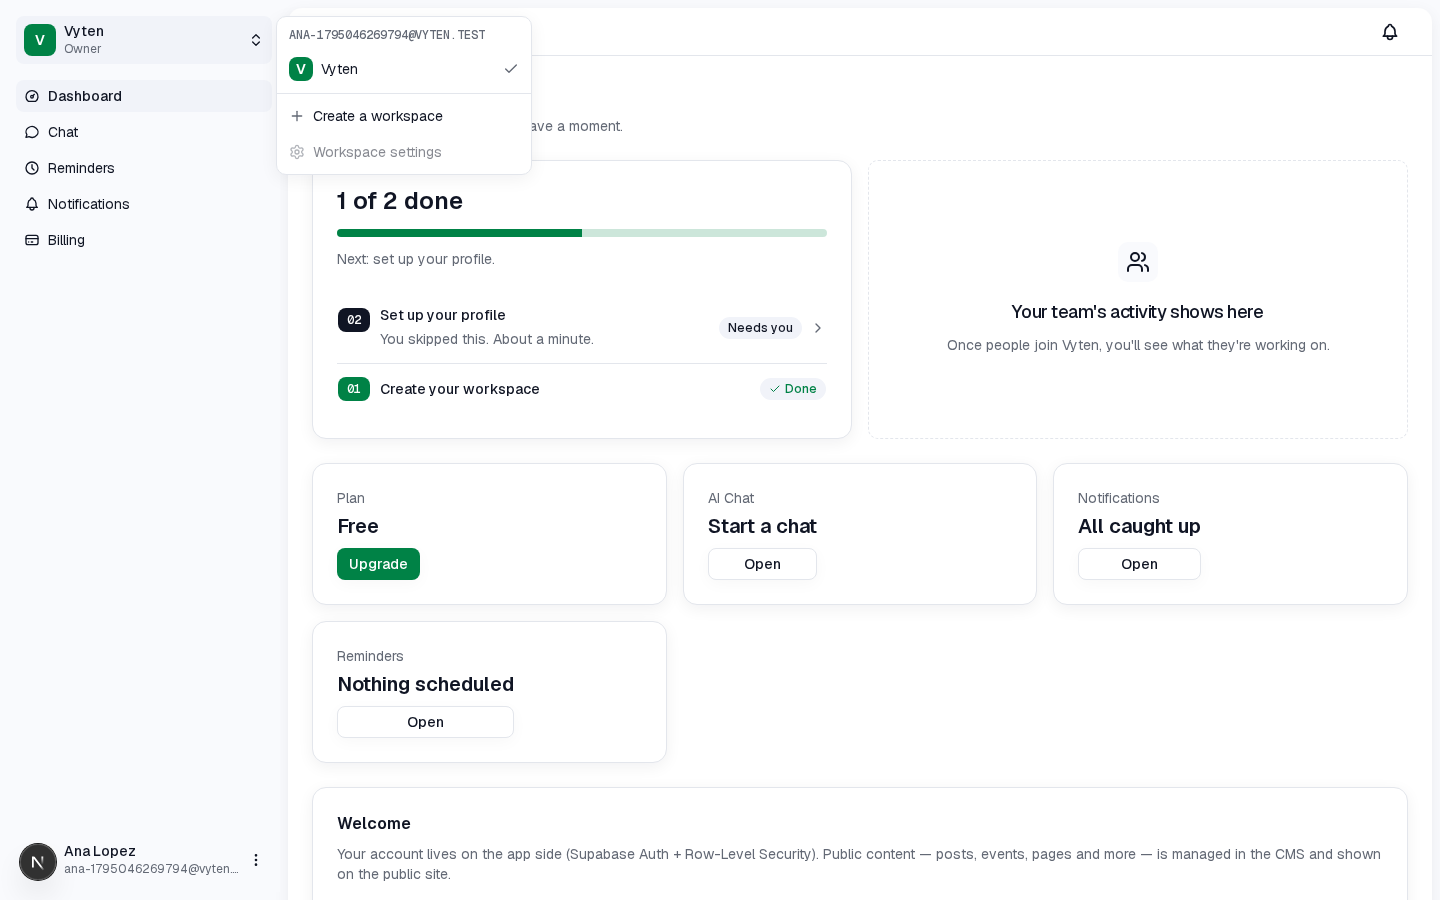 V
Vyten
Owner
Dashboard
Chat
Reminders
Notifications
Billing
ANA-1795046269794@VYTEN.TEST
V
Vyten
Create a workspace
Workspace settings
ave a moment.
1 of 2 done
Next: set up your profile.
02
Set up your profile
You skipped this. About a minute.
Needs you
01
Create your workspace
Done
Your team's activity shows here
Once people join Vyten, you'll see what they're working on.
Plan
Free
Upgrade
AI Chat
Start a chat
Open
Notifications
All caught up
Open
Reminders
Nothing scheduled
Open
Welcome
Your account lives on the app side (Supabase Auth + Row-Level Security). Public content — posts, events, pages and more — is managed in the CMS and shown
on the public site.
N
Ana Lopez
ana-1795046269794@vyten....